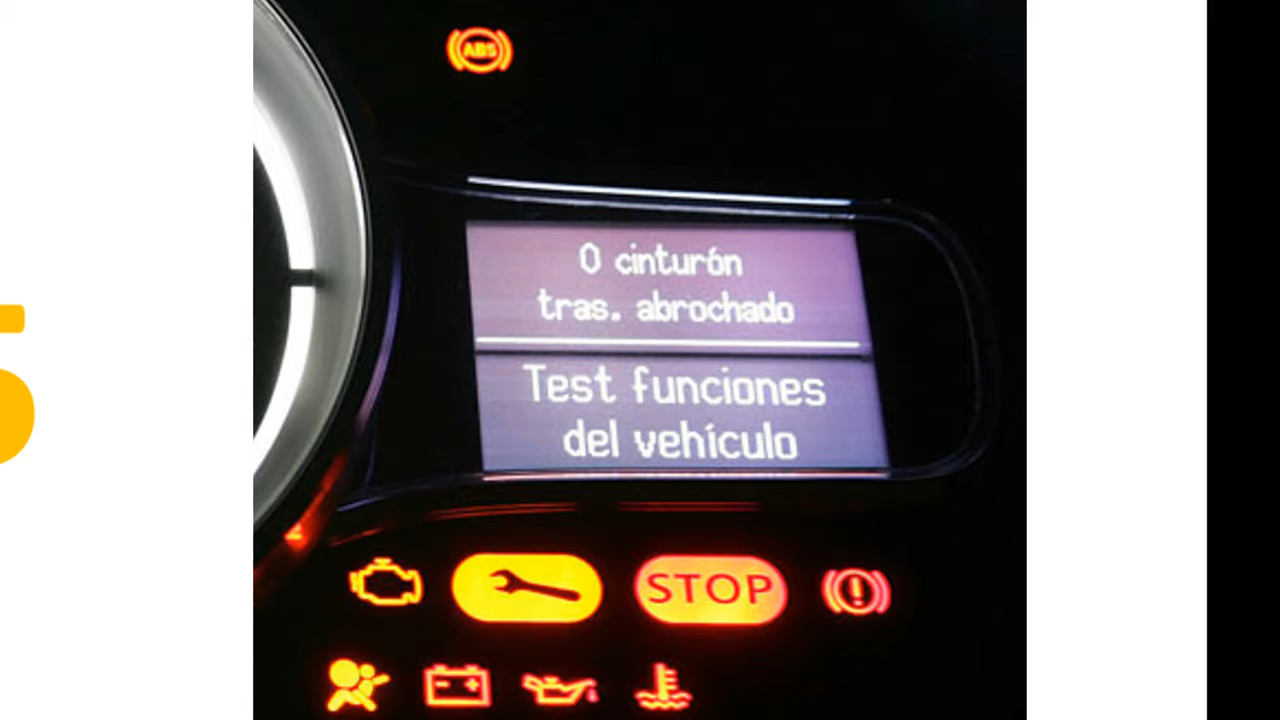 ABS
0 cinturón
tras. abrochado
Test funciones
del vehículo
STOP